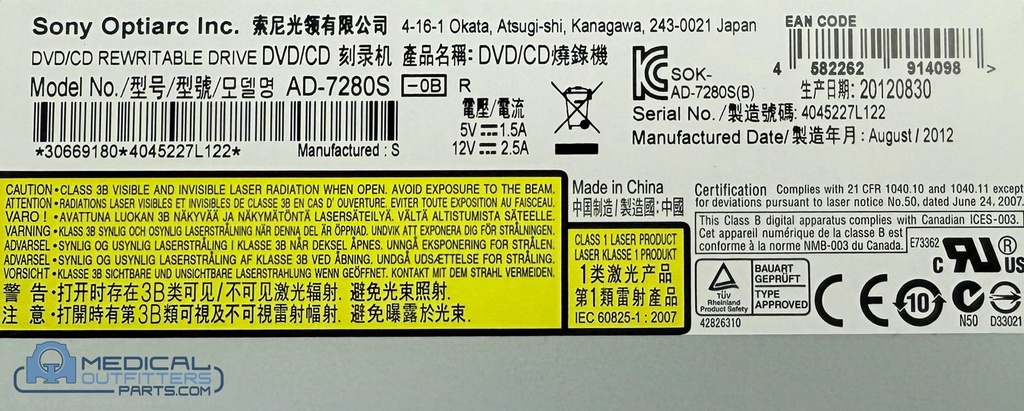 Sony Optiarc Inc. 索尼光领有限公司 4-16-1 Okata, Atsugi-shi, Kanagawa, 243-0021 Japan
DVD/CD REWRITABLE DRIVE DVD/CD 刻录机 產品名稱: DVD/CD燒錄機
Model No./型号/型號/모델명 AD-7280S -0B R
電壓/電流
5V 1.5A
12V 2.5A
*30669180*4045227L122*
Manufactured : S
SOK-
AD-7280S(B)
EAN CODE
4 582262 914098 >
生产日期: 20120830
Serial No./製造號碼: 4045227L122
Manufactured Date/製造年月: August/ 2012
CAUTION • CLASS 3B VISIBLE AND INVISIBLE LASER RADIATION WHEN OPEN. AVOID EXPOSURE TO THE BEAM.
ATTENTION • RADIATIONS LASER VISIBLES ET INVISIBLES DE CLASSE 3B EN CAS D' OUVERTURE. EVITER TOUTE EXPOSITION AU FAISCEAU.
VARO ! • AVATTUNA LUOKAN 3B NÄKYVÄÄ JA NÄKYMÄTÖNTÄ LASERSÄTEILYÄ. VÄLTÄ ALTISTUMISTA SÄTEELLE.
VARNING • KLASS 3B SYNLIG OCH OSYNLIG LASERSTRÅLNING NÄR DENNA DEL ÄR ÖPPNAD. UNDVIK ATT EXPONERA DIG FÖR STRÅLNINGEN.
ADVARSEL • SYNLIG OG USYNLIG LASERSTRÅLING I KLASSE 3B NÅR DEKSEL ÅPNES. UNNGÅ EKSPONERING FOR STRÅLEN.
ADVARSEL • SYNLIG OG USYNLIG LASERSTRÅLING AF KLASSE 3B VED ÅBNING. UNDGÅ UDSÆTTELSE FOR STRÅLING.
VORSICHT • KLASSE 3B SICHTBARE UND UNSICHTBARE LASERSTRAHLUNG WENN GEÖFFNET. KONTAKT MIT DEM STRAHL VERMEIDEN.
警 告 • 打开时存在3B类可见/不可见激光辐射. 避免光束照射.
注 意 • 打開時有第3B類可視及不可視雷射幅射. 避免曝露於光束.
Made in China
中国制造/製造國: 中國
CLASS 1 LASER PRODUCT
LASER KLASSE 1 PRODUKT
1类激光产品
第1類雷射產品
IEC 60825-1 : 2007
Certification Complies with 21 CFR 1040.10 and 1040.11 except
for deviations pursuant to laser notice No.50, dated June 24, 2007.
This Class B digital apparatus complies with Canadian ICES-003.
Cet appareil numérique de la classe B est
conforme à la norme NMB-003 du Canada.
E73362
c RU US ®
TÜV
Rheinland
Product Safety
BAUART
GEPRÜFT
TYPE
APPROVED
42826310
CE
10
N50
D33021
MEDICAL
OUTFITTERS
PARTS.COM